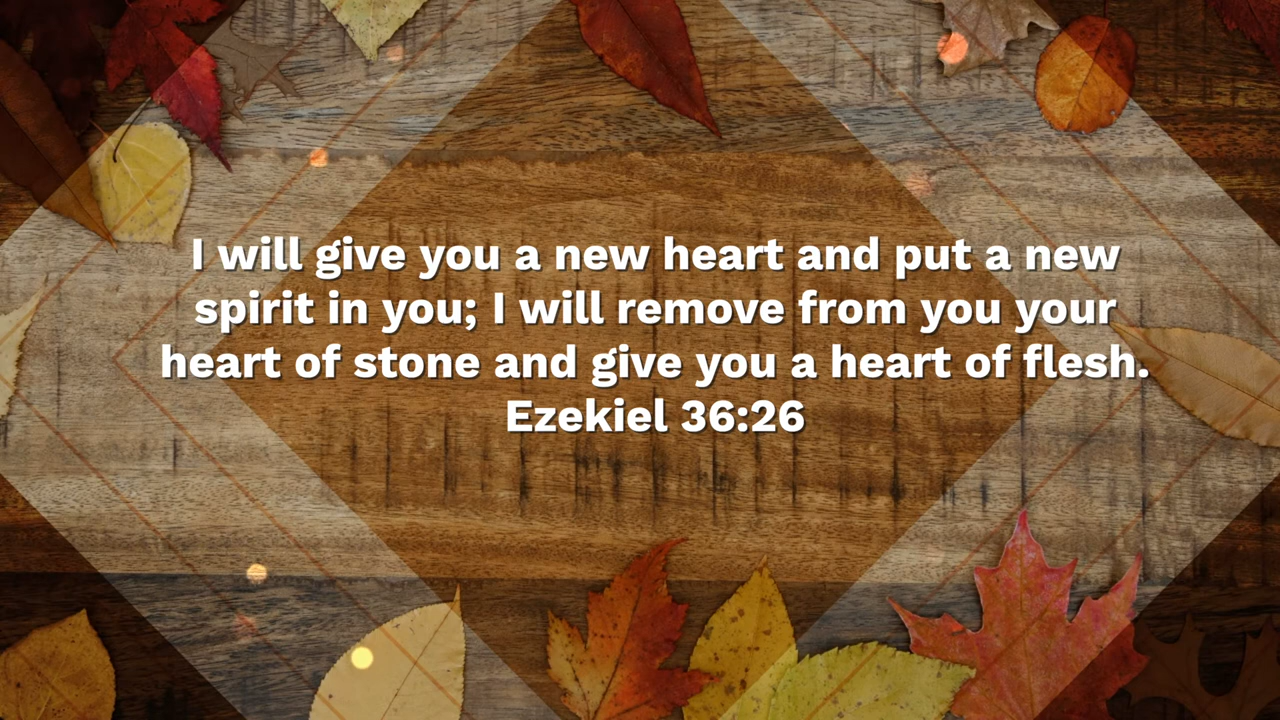 I will give you a new heart and put a new
spirit in you; I will remove from you your
heart of stone and give you a heart of flesh.
Ezekiel 36:26